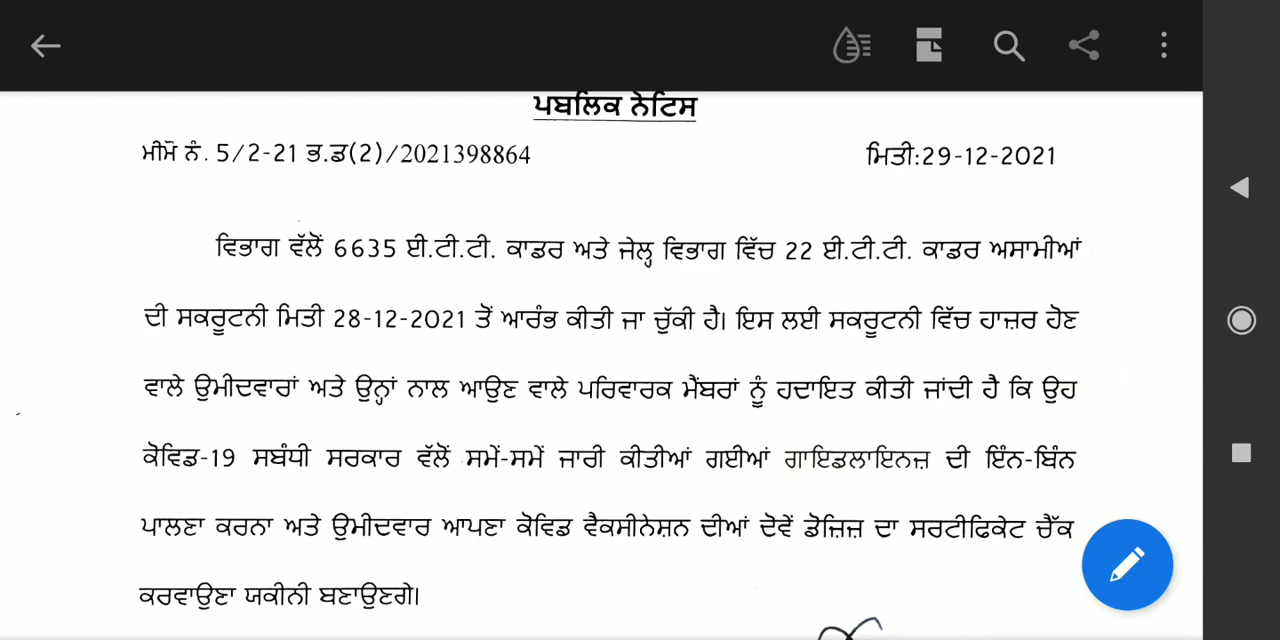 ਪਬਲਿਕ ਨੋਟਿਸ
ਮੀਮੋ ਨੰ. 5/2-21 ਭ.ਡ(2)/2021398864 ਮਿਤੀ:29-12-2021
ਵਿਭਾਗ ਵੱਲੋਂ 6635 ਈ.ਟੀ.ਟੀ. ਕਾਡਰ ਅਤੇ ਜੇਲ੍ਹ ਵਿਭਾਗ ਵਿੱਚ 22 ਈ.ਟੀ.ਟੀ. ਕਾਡਰ ਅਸਾਮੀਆਂ
ਦੀ ਸਕਰੂਟਨੀ ਮਿਤੀ 28-12-2021 ਤੋਂ ਆਰੰਭ ਕੀਤੀ ਜਾ ਚੁੱਕੀ ਹੈ। ਇਸ ਲਈ ਸਕਰੂਟਨੀ ਵਿੱਚ ਹਾਜ਼ਰ ਹੋਣ
ਵਾਲੇ ਉਮੀਦਵਾਰਾਂ ਅਤੇ ਉਨ੍ਹਾਂ ਨਾਲ ਆਉਣ ਵਾਲੇ ਪਰਿਵਾਰਕ ਮੈਂਬਰਾਂ ਨੂੰ ਹਦਾਇਤ ਕੀਤੀ ਜਾਂਦੀ ਹੈ ਕਿ ਉਹ
ਕੋਵਿਡ-19 ਸਬੰਧੀ ਸਰਕਾਰ ਵੱਲੋਂ ਸਮੇਂ-ਸਮੇਂ ਜਾਰੀ ਕੀਤੀਆਂ ਗਈਆਂ ਗਾਇਡਲਾਇਨਜ਼ ਦੀ ਇੰਨ-ਬਿੰਨ
ਪਾਲਣਾ ਕਰਨਾ ਅਤੇ ਉਮੀਦਵਾਰ ਆਪਣਾ ਕੋਵਿਡ ਵੈਕਸੀਨੇਸ਼ਨ ਦੀਆਂ ਦੋਵੇਂ ਡੋਜ਼ਿਜ਼ ਦਾ ਸਰਟੀਫਿਕੇਟ ਚੈੱਕ
ਕਰਵਾਉਣਾ ਯਕੀਨੀ ਬਣਾਉਣਗੇ।